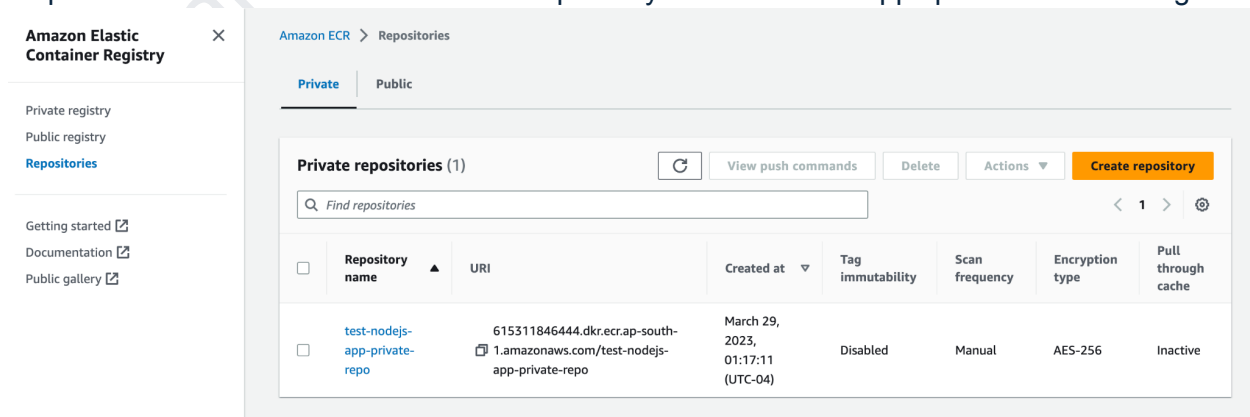 Amazon Elastic
Container Registry
Private registry
Public registry
Repositories
Getting started
Documentation
Public gallery
Amazon ECR > Repositories
Private Public
Private repositories (1) View push commands Delete Actions Create repository
Find repositories < 1 >
Repository
name
URI
Created at
Tag
immutability
Scan
frequency
Encryption
type
Pull
through
cache
test-nodejs-
app-private-
repo
615311846444.dkr.ecr.ap-south-
1.amazonaws.com/test-nodejs-
app-private-repo
March 29,
2023,
01:17:11
(UTC-04)
Disabled
Manual
AES-256
Inactive